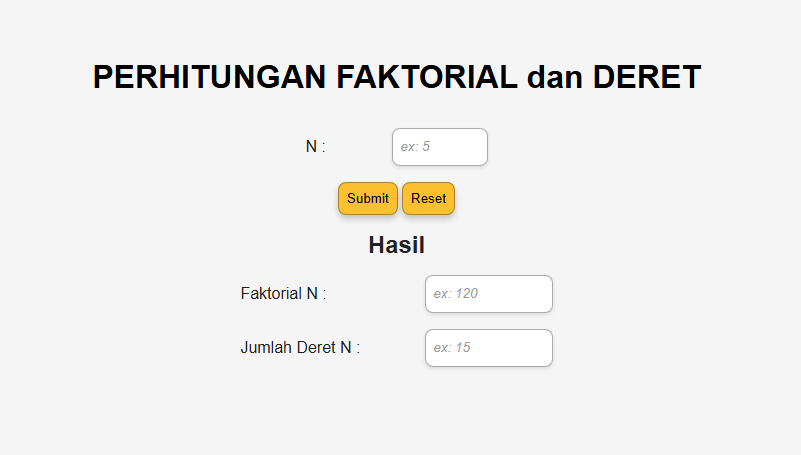 PERHITUNGAN FAKTORIAL dan DERET
N : ex: 5
Submit Reset
Hasil
Faktorial N : ex: 120
Jumlah Deret N : ex: 15